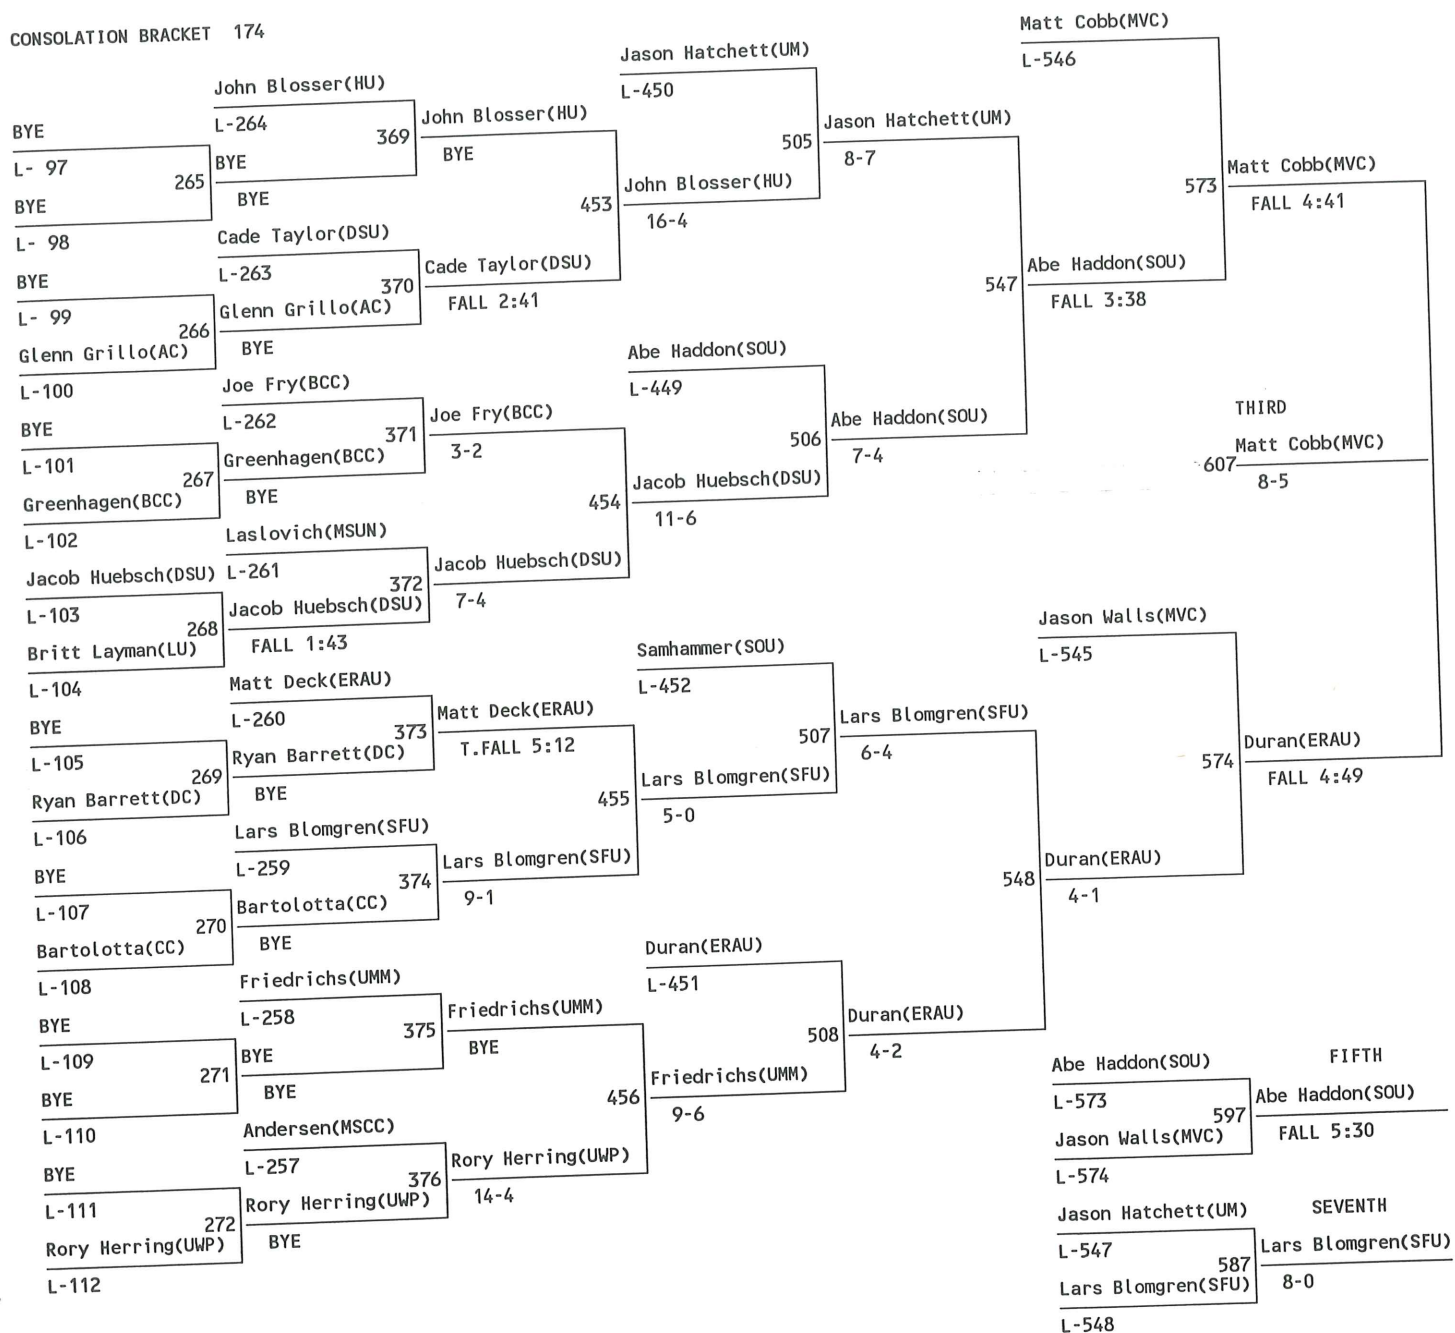 CONSOLATION BRACKET 174
BYE
L- 97
265
BYE
L- 98
BYE
L- 99
266
Glenn Grillo(AC)
L-100
BYE
L-101
267
Greenhagen(BCC)
L-102
Jacob Huebsch(DSU)
L-103
268
Britt Layman(LU)
L-104
BYE
L-105
269
Ryan Barrett(DC)
L-106
BYE
L-107
270
Bartolotta(CC)
L-108
BYE
L-109
271
BYE
L-110
BYE
L-111
272
Rory Herring(UWP)
L-112
John Blosser(HU)
L-264
369
BYE
BYE
Cade Taylor(DSU)
L-263
370
Glenn Grillo(AC)
BYE
Joe Fry(BCC)
L-262
371
Greenhagen(BCC)
BYE
Laslovich(MSUN)
L-261
372
Jacob Huebsch(DSU)
FALL 1:43
Matt Deck(ERAU)
L-260
373
Ryan Barrett(DC)
BYE
Lars Blomgren(SFU)
L-259
374
Bartolotta(CC)
BYE
Friedrichs(UMM)
L-258
375
BYE
BYE
Andersen(MSCC)
L-257
376
Rory Herring(UWP)
BYE
John Blosser(HU)
BYE
453
Cade Taylor(DSU)
FALL 2:41
Joe Fry(BCC)
3-2
454
Jacob Huebsch(DSU)
7-4
Matt Deck(ERAU)
T.FALL 5:12
455
Lars Blomgren(SFU)
9-1
Friedrichs(UMM)
BYE
456
Rory Herring(UWP)
14-4
Jason Hatchett(UM)
L-450
505
John Blosser(HU)
16-4
Abe Haddon(SOU)
L-449
506
Jacob Huebsch(DSU)
11-6
Samhammer(SOU)
L-452
507
Lars Blomgren(SFU)
5-0
Duran(ERAU)
L-451
508
Friedrichs(UMM)
9-6
Jason Hatchett(UM)
8-7
547
Abe Haddon(SOU)
7-4
Lars Blomgren(SFU)
6-4
548
Duran(ERAU)
4-2
Matt Cobb(MVC)
L-546
573
Abe Haddon(SOU)
FALL 3:38
Jason Walls(MVC)
L-545
574
Duran(ERAU)
4-1
Matt Cobb(MVC)
FALL 4:41
THIRD
607
Matt Cobb(MVC)
8-5
Duran(ERAU)
FALL 4:49
FIFTH
Abe Haddon(SOU)
L-573
597
Jason Walls(MVC)
L-574
Abe Haddon(SOU)
FALL 5:30
SEVENTH
Jason Hatchett(UM)
L-547
587
Lars Blomgren(SFU)
L-548
Lars Blomgren(SFU)
8-0